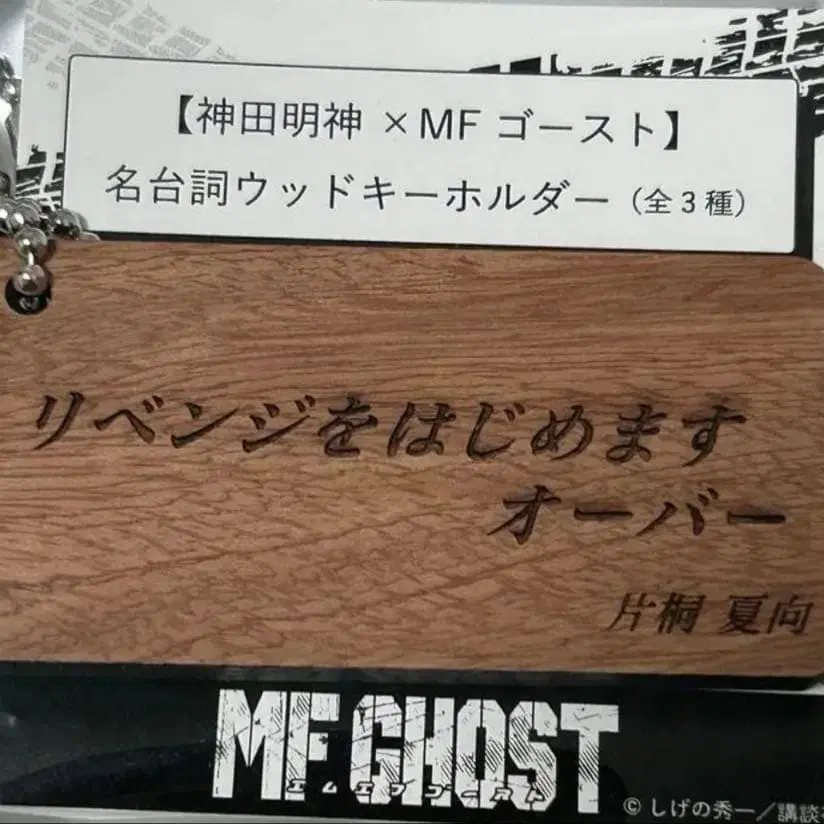 【神田明神 ×MF ゴースト】
名台詞ウッドキーホルダー（全3種）
リベンジをはじめます
オーバー
片桐 夏向
MF.GHOST
エムエフゴースト
© しげの秀一／講談社